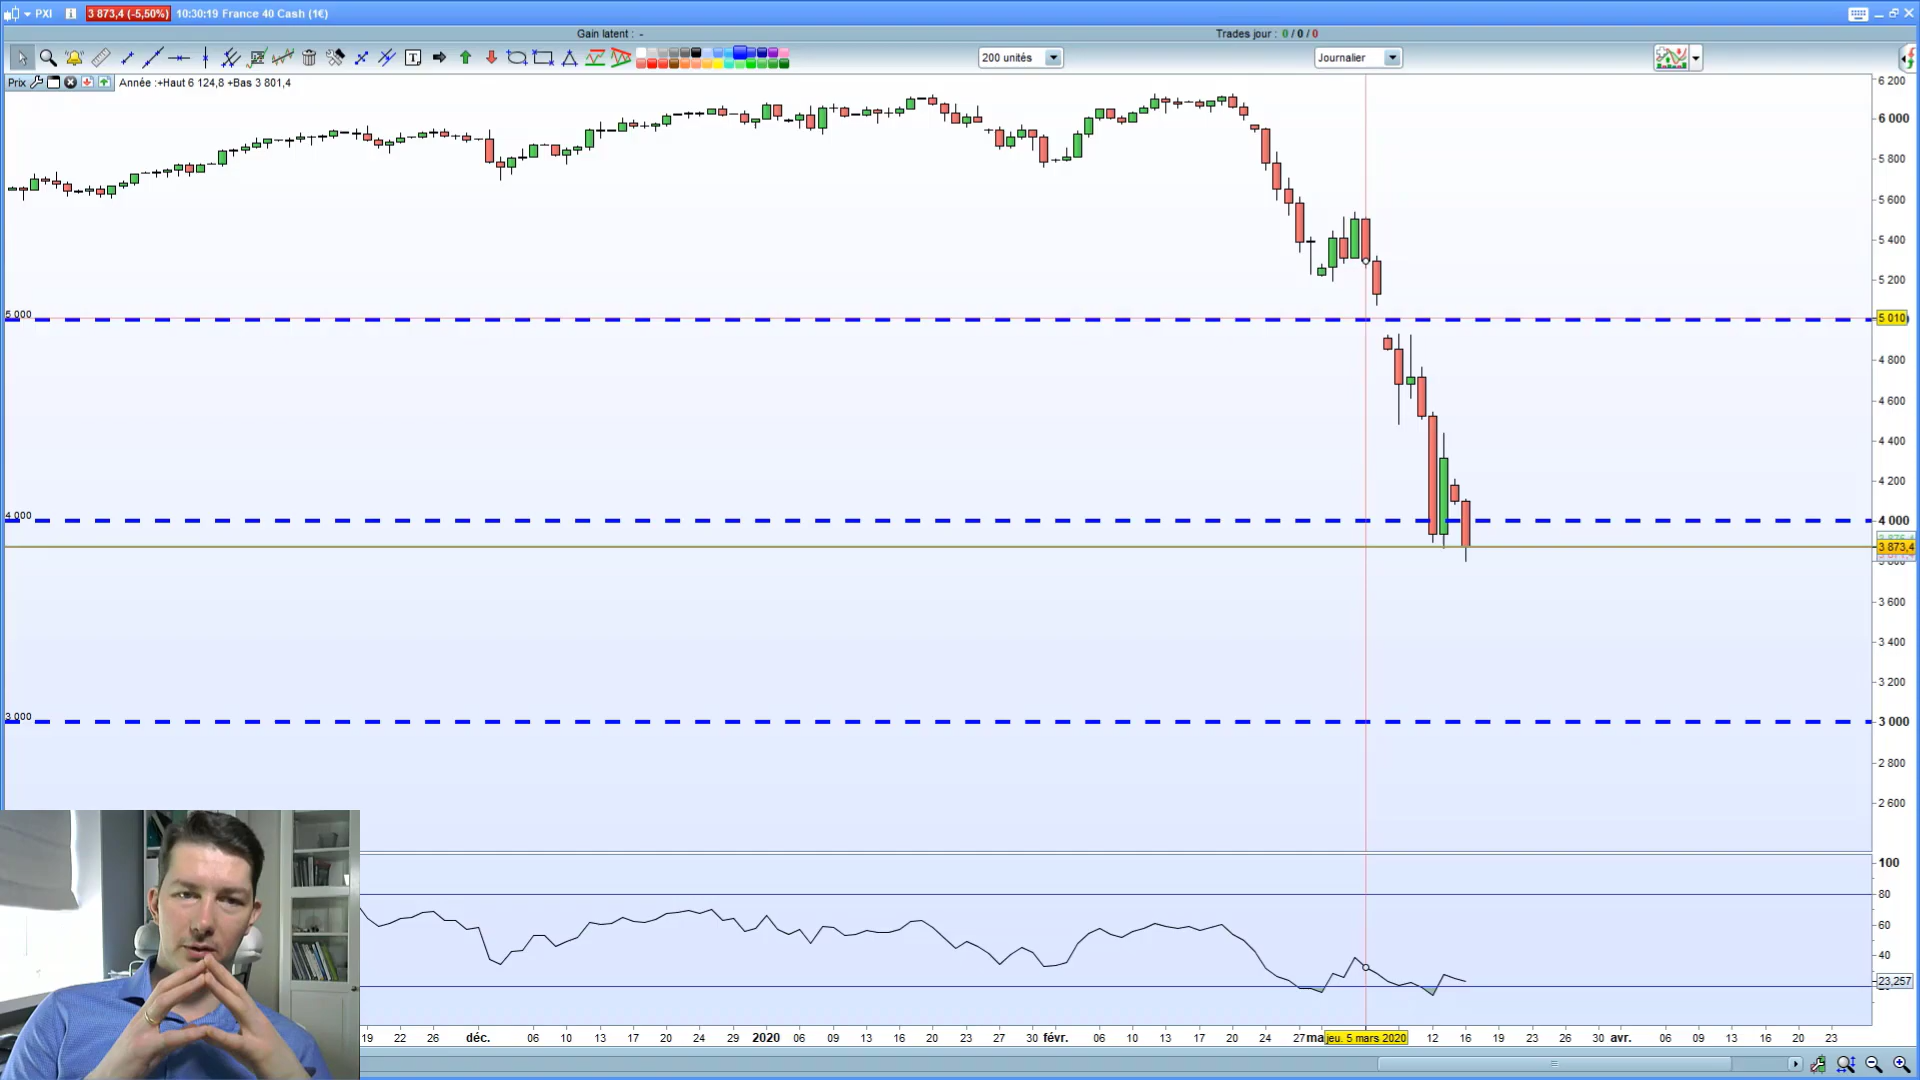 PXI 3 873,4 (-5,50%) 10:30:19 France 40 Cash (1€)
Gain latent : - Trades jour : 0 / 0 / 0
200 unités Journalier
Prix Année :+Haut 6 124,8 +Bas 3 801,4
6 200
6 000
5 800
5 600
5 400
5 200
5 000 5 010
4 800
4 600
4 400
4 200
4 000 4 000
3 873,4
3 600
3 400
3 200
3 000 3 000
2 800
2 600
100
80
60
40
23,257
19 22 26 déc. 06 10 13 17 20 24 29 2020 06 09 13 17 20 23 27 30 févr. 06 10 13 17 20 24 27 ma jeu. 5 mars 2020 12 16 19 23 26 30 avr. 06 09 13 16 20 23